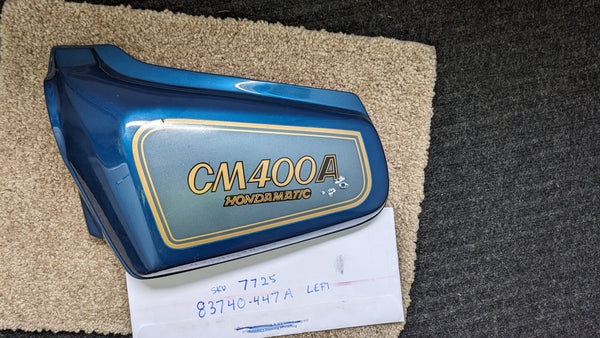 CM400A
HONDAMATIC
SKU 7725
83740-447A LEFT